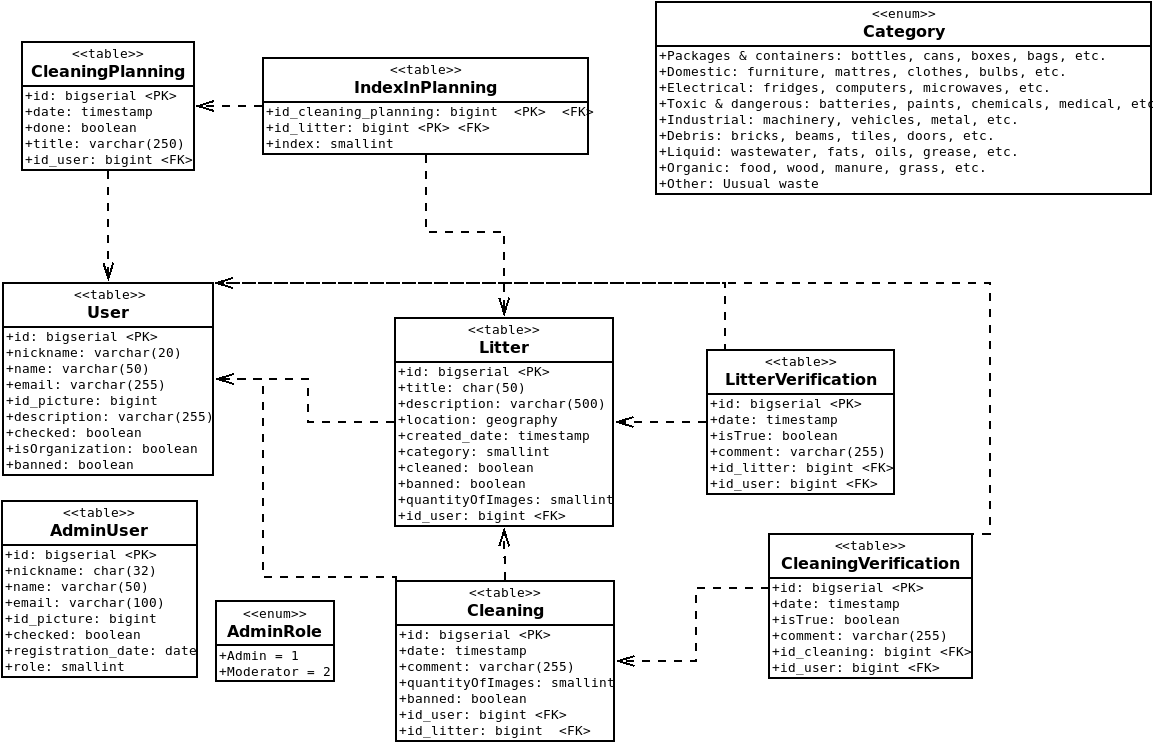 <<table>>
CleaningPlanning
+id: bigserial <PK>
+date: timestamp
+done: boolean
+title: varchar(250)
+id_user: bigint <FK>
<<table>>
IndexInPlanning
+id_cleaning_planning: bigint  <PK>  <FK>
+id_litter: bigint <PK> <FK>
+index: smallint
<<enum>>
Category
+Packages & containers: bottles, cans, boxes, bags, etc.
+Domestic: furniture, mattres, clothes, bulbs, etc.
+Electrical: fridges, computers, microwaves, etc.
+Toxic & dangerous: batteries, paints, chemicals, medical, etc
+Industrial: machinery, vehicles, metal, etc.
+Debris: bricks, beams, tiles, doors, etc.
+Liquid: wastewater, fats, oils, grease, etc.
+Organic: food, wood, manure, grass, etc.
+Other: Uusual waste
<<table>>
User
+id: bigserial <PK>
+nickname: varchar(20)
+name: varchar(50)
+email: varchar(255)
+id_picture: bigint
+description: varchar(255)
+checked: boolean
+isOrganization: boolean
+banned: boolean
<<table>>
Litter
+id: bigserial <PK>
+title: char(50)
+description: varchar(500)
+location: geography
+created_date: timestamp
+category: smallint
+cleaned: boolean
+banned: boolean
+quantityOfImages: smallint
+id_user: bigint <FK>
<<table>>
LitterVerification
+id: bigserial <PK>
+date: timestamp
+isTrue: boolean
+comment: varchar(255)
+id_litter: bigint <FK>
+id_user: bigint <FK>
<<table>>
AdminUser
+id: bigserial <PK>
+nickname: char(32)
+name: varchar(50)
+email: varchar(100)
+id_picture: bigint
+checked: boolean
+registration_date: date
+role: smallint
<<enum>>
AdminRole
+Admin = 1
+Moderator = 2
<<table>>
Cleaning
+id: bigserial <PK>
+date: timestamp
+comment: varchar(255)
+quantityOfImages: smallint
+banned: boolean
+id_user: bigint <FK>
+id_litter: bigint  <FK>
<<table>>
CleaningVerification
+id: bigserial <PK>
+date: timestamp
+isTrue: boolean
+comment: varchar(255)
+id_cleaning: bigint <FK>
+id_user: bigint <FK>